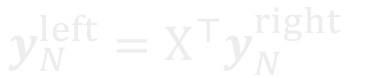 𝒚_N^left = X^⊤ 𝒚_N^right